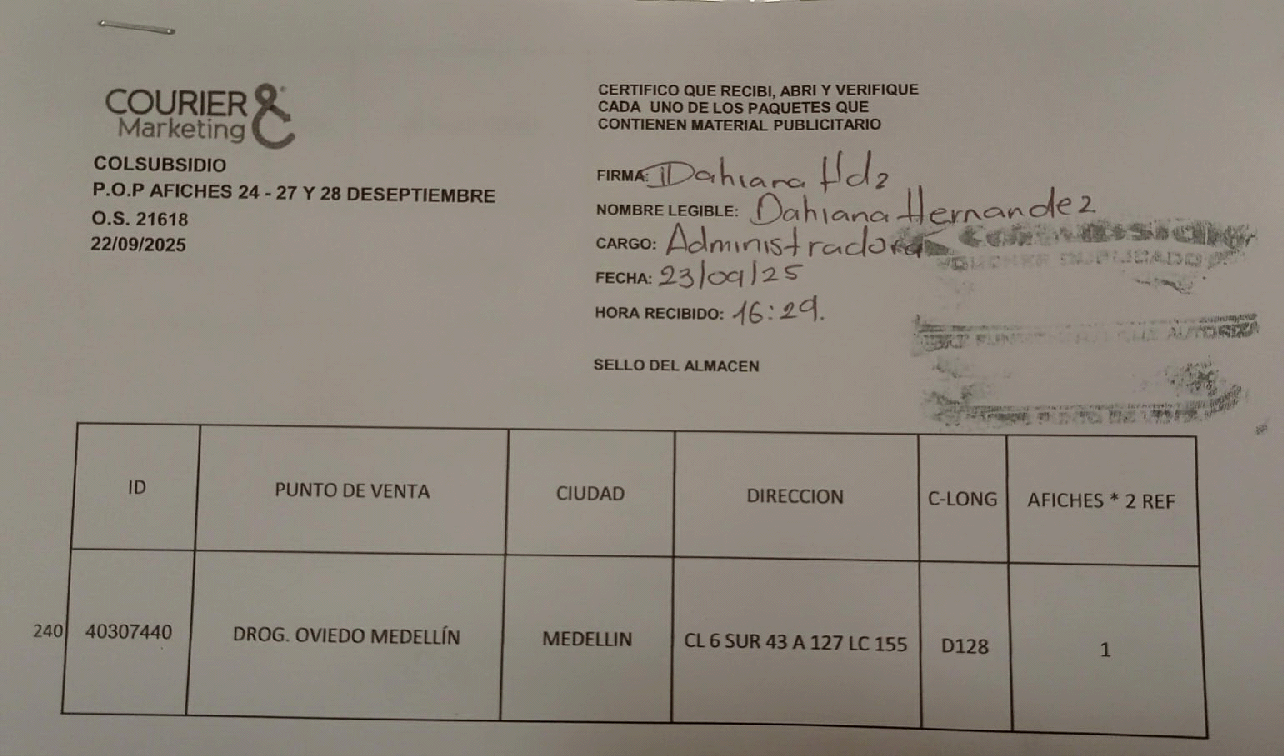 COURIER &
Marketing
COLSUBSIDIO
P.O.P AFICHES 24 - 27 Y 28 DESEPTIEMBRE
O.S. 21618
22/09/2025
CERTIFICO QUE RECIBI, ABRI Y VERIFIQUE
CADA UNO DE LOS PAQUETES QUE
CONTIENEN MATERIAL PUBLICITARIO
FIRMA: Dahiana Hdz
NOMBRE LEGIBLE: Dahiana Hernandez
CARGO: Administradora
FECHA: 23/09/25
HORA RECIBIDO: 16:29.
SELLO DEL ALMACEN
ID PUNTO DE VENTA CIUDAD DIRECCION C-LONG AFICHES * 2 REF
240 40307440 DROG. OVIEDO MEDELLÍN MEDELLIN CL 6 SUR 43 A 127 LC 155 D128 1